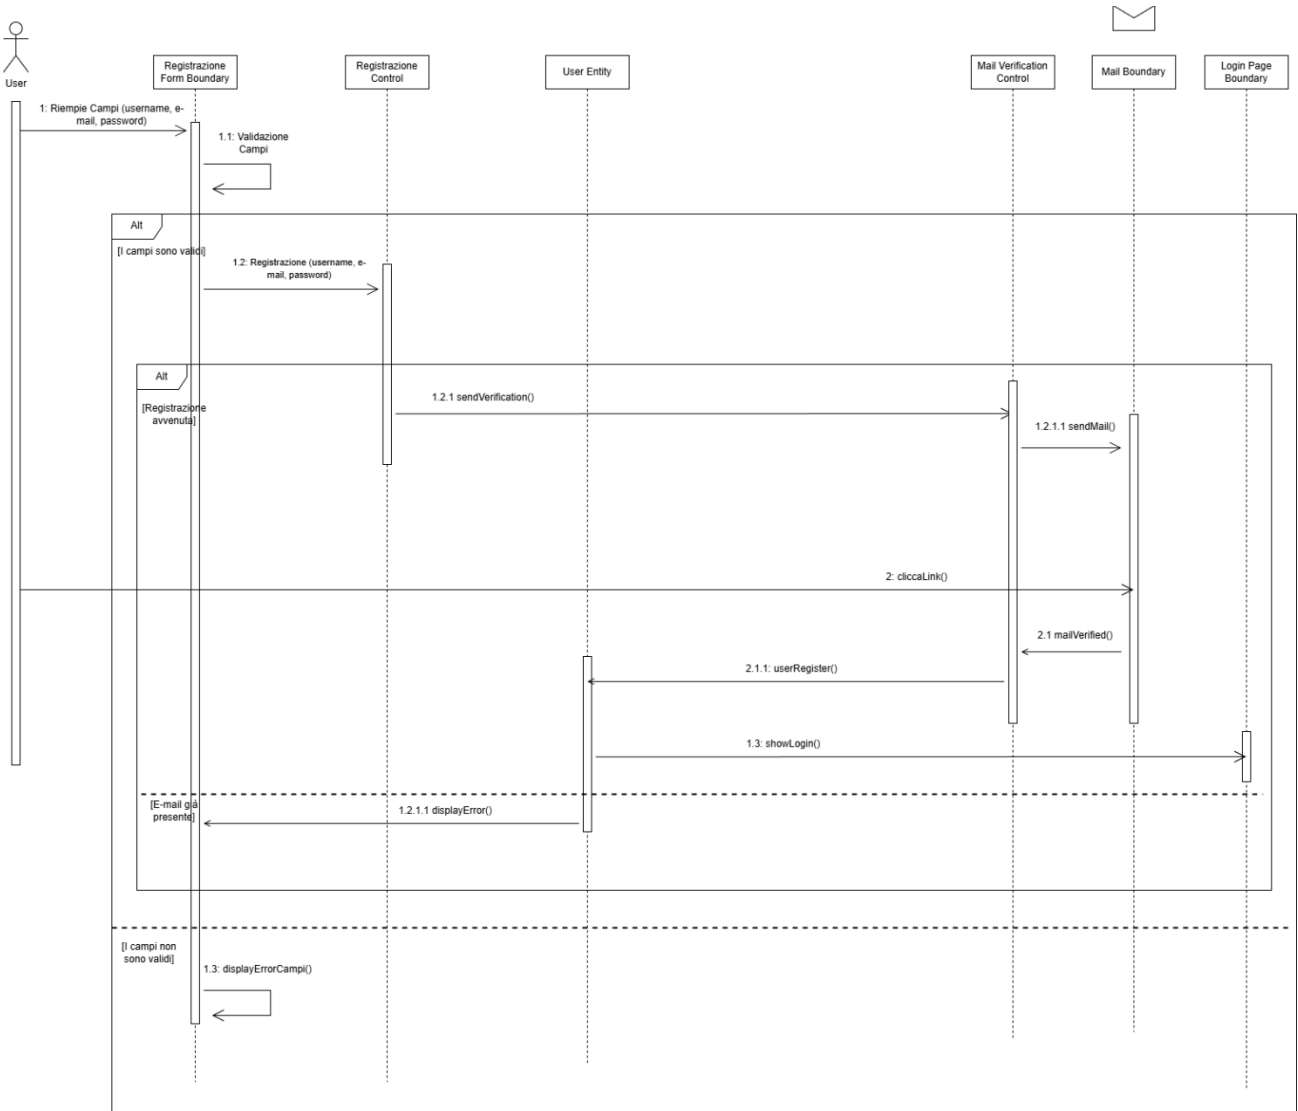 User
Registrazione
Form Boundary
Registrazione
Control
User Entity
Mail Verification
Control
Mail Boundary
Login Page
Boundary
1: Riempie Campi (username, e-
mail, password)
1.1: Validazione
Campi
Alt
[I campi sono validi]
1.2: Registrazione (username, e-
mail, password)
Alt
[Registrazione
avvenuta]
1.2.1 sendVerification()
1.2.1.1 sendMail()
2: cliccaLink()
2.1 mailVerified()
2.1.1: userRegister()
1.3: showLogin()
[E-mail giá
presente]
1.2.1.1 displayError()
[I campi non
sono validi]
1.3: displayErrorCampi()